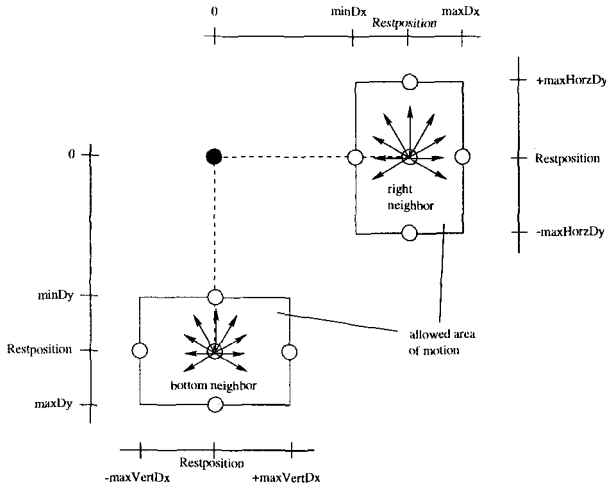 0
minDx
maxDx
Restposition
+maxHorzDy
0
Restposition
right
neighbor
-maxHorzDy
minDy
allowed area
of motion
Restposition
bottom neighbor
maxDy
Restposition
-maxVertDx
+maxVertDx